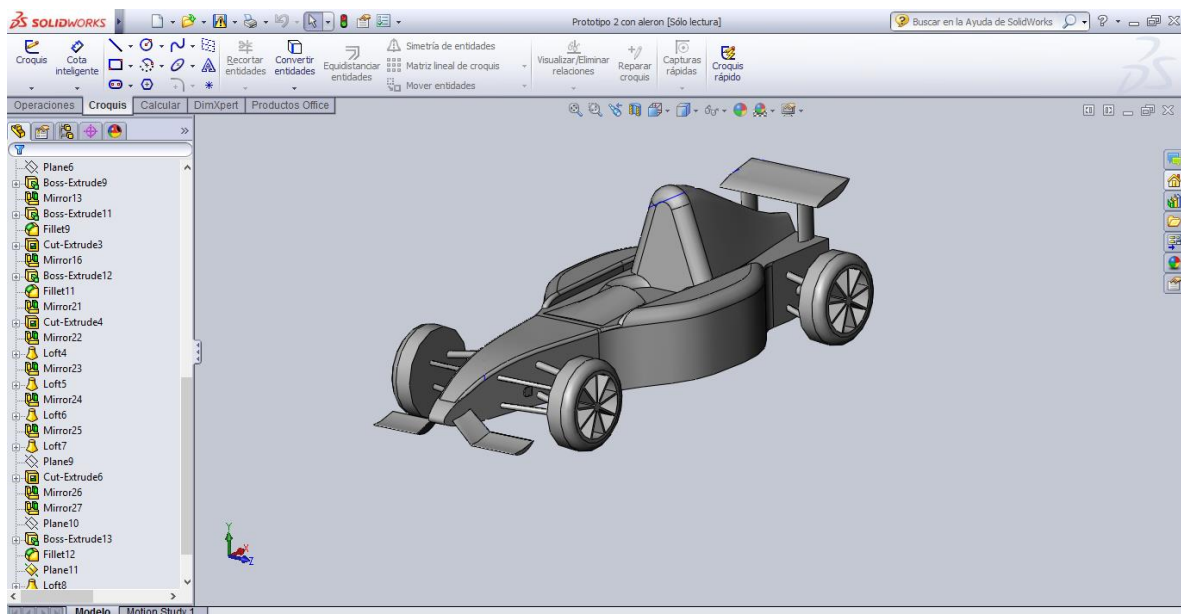 SOLIDWORKS
Prototipo 2 con aleron [Sólo lectura]
Buscar en la Ayuda de SolidWorks
Croquis
Cota inteligente
Recortar entidades
Convertir entidades
Equidistanciar entidades
Simetría de entidades
Matriz lineal de croquis
Mover entidades
Visualizar/Eliminar relaciones
Reparar croquis
Capturas rápidas
Croquis rápido
Operaciones Croquis Calcular DimXpert Productos Office
Plane6
Boss-Extrude9
Mirror13
Boss-Extrude11
Fillet9
Cut-Extrude3
Mirror16
Boss-Extrude12
Fillet11
Mirror21
Cut-Extrude4
Mirror22
Loft4
Mirror23
Loft5
Mirror24
Loft6
Mirror25
Loft7
Plane9
Cut-Extrude6
Mirror26
Mirror27
Plane10
Boss-Extrude13
Fillet12
Plane11
Loft8
Y
X
Z
Modelo Motion Study 1